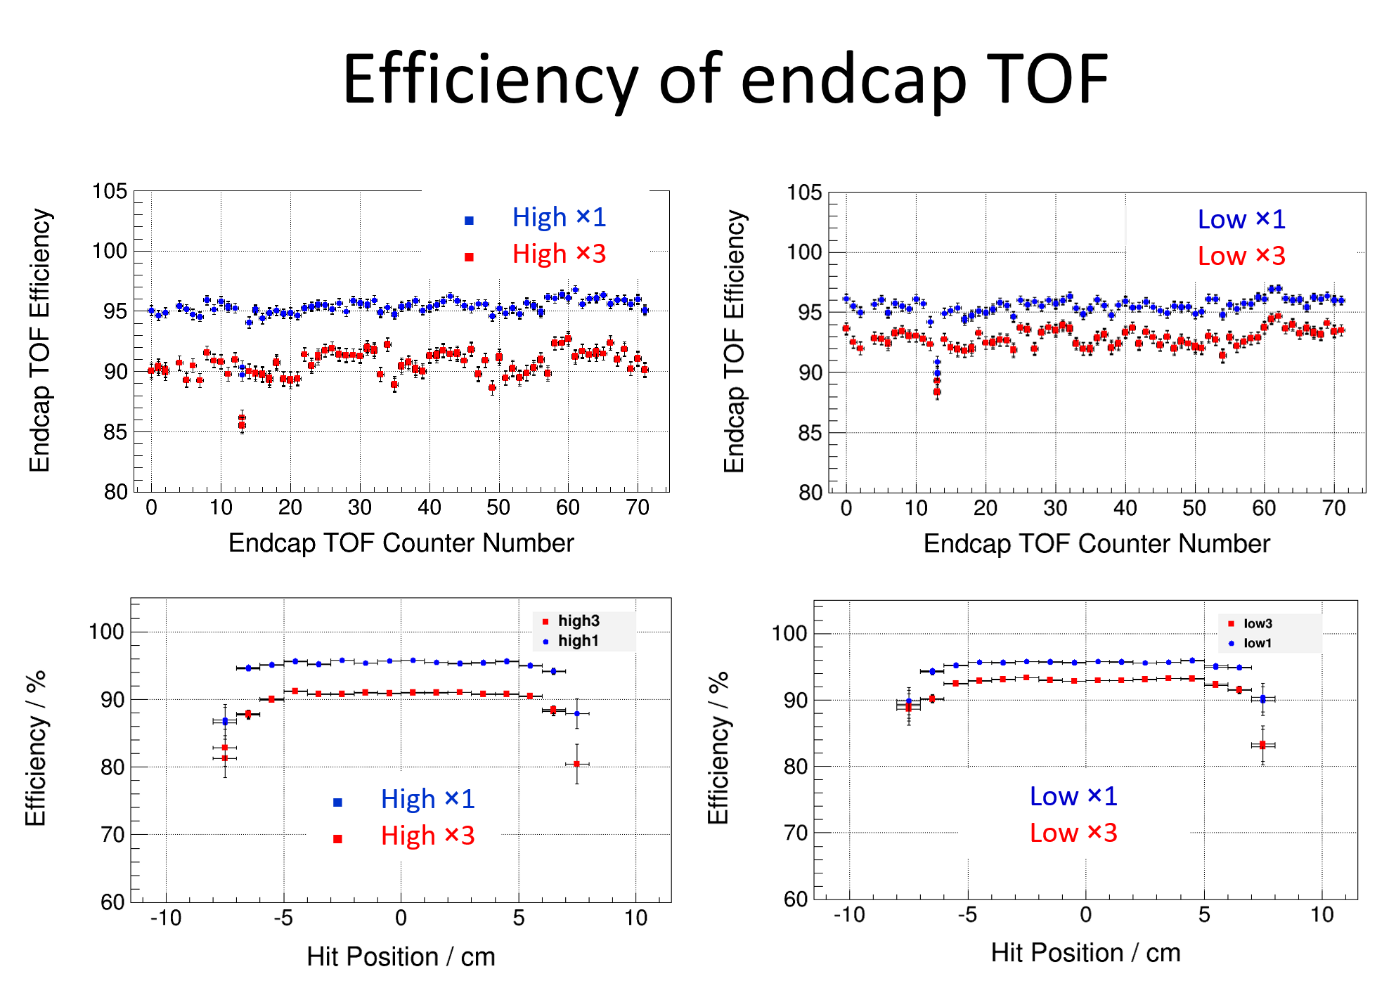 Efficiency of endcap TOF
Endcap TOF Efficiency
105
100
95
90
85
80
High ×1
High ×3
0 10 20 30 40 50 60 70
Endcap TOF Counter Number
Endcap TOF Efficiency
105
100
95
90
85
80
Low ×1
Low ×3
0 10 20 30 40 50 60 70
Endcap TOF Counter Number
Efficiency / %
100
90
80
70
60
high3
high1
High ×1
High ×3
-10 -5 0 5 10
Hit Position / cm
Efficiency / %
100
90
80
70
60
low3
low1
Low ×1
Low ×3
-10 -5 0 5 10
Hit Position / cm